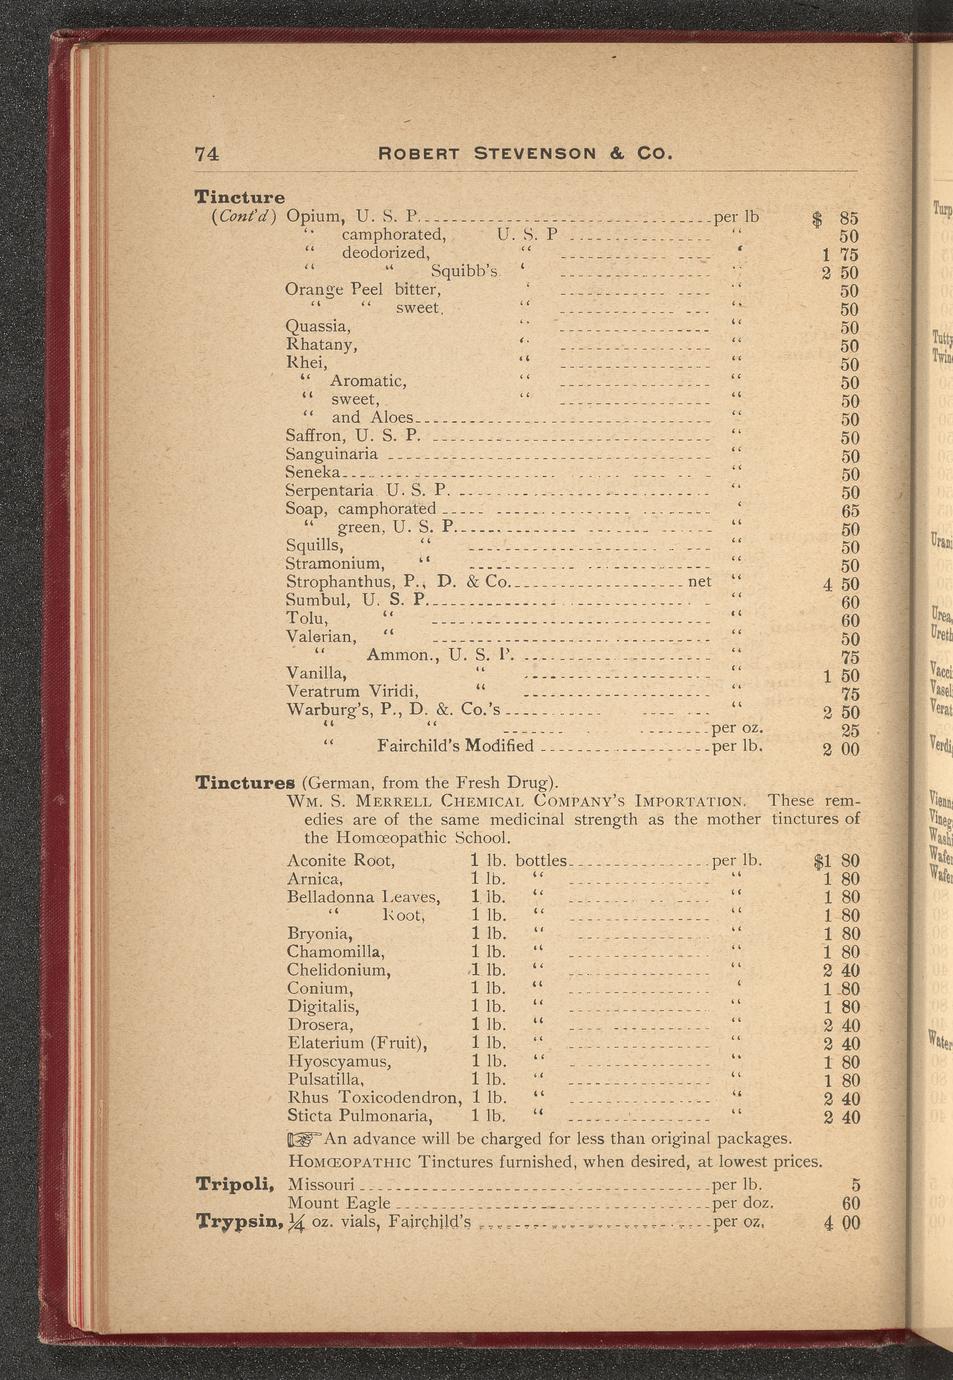 74 ROBERT STEVENSON & CO.
Tincture
(Cont'd) Opium, U. S. P. per lb $ 85
“ camphorated, U. S. P “ 50
“ deodorized, “ “ 1 75
“ “ Squibb's “ “ 2 50
Orange Peel bitter, “ “ 50
“ “ sweet, “ “ 50
Quassia, “ “ 50
Rhatany, “ “ 50
Rhei, “ “ 50
“ Aromatic, “ “ 50
“ sweet, “ “ 50
“ and Aloes “ 50
Saffron, U. S. P. “ 50
Sanguinaria “ 50
Seneka “ 50
Serpentaria U. S. P. “ 50
Soap, camphorated “ 65
“ green, U. S. P. “ 50
Squills, “ “ 50
Stramonium, “ “ 50
Strophanthus, P., D. & Co. net “ 4 50
Sumbul, U. S. P. “ 60
Tolu, “ “ 60
Valerian, “ “ 50
“ Ammon., U. S. P. “ 75
Vanilla, “ “ 1 50
Veratrum Viridi, “ “ 75
Warburg's, P., D. &. Co.'s “ 2 50
“ “ per oz. 25
“ Fairchild's Modified per lb. 2 00
Tinctures (German, from the Fresh Drug).
WM. S. MERRELL CHEMICAL COMPANY'S IMPORTATION. These rem-
edies are of the same medicinal strength as the mother tinctures of
the Homœopathic School.
Aconite Root, 1 lb. bottles per lb. $1 80
Arnica, 1 lb. “ “ 1 80
Belladonna Leaves, 1 lb. “ “ 1 80
“ Root, 1 lb. “ “ 1 80
Bryonia, 1 lb. “ “ 1 80
Chamomilla, 1 lb. “ “ 1 80
Chelidonium, 1 lb. “ “ 2 40
Conium, 1 lb. “ “ 1 80
Digitalis, 1 lb. “ “ 1 80
Drosera, 1 lb. “ “ 2 40
Elaterium (Fruit), 1 lb. “ “ 2 40
Hyoscyamus, 1 lb. “ “ 1 80
Pulsatilla, 1 lb. “ “ 1 80
Rhus Toxicodendron, 1 lb. “ “ 2 40
Sticta Pulmonaria, 1 lb. “ “ 2 40
☞ An advance will be charged for less than original packages.
HOMŒOPATHIC Tinctures furnished, when desired, at lowest prices.
Tripoli, Missouri per lb. 5
Mount Eagle per doz. 60
Trypsin, ¼ oz. vials, Fairchild's per oz. 4 00